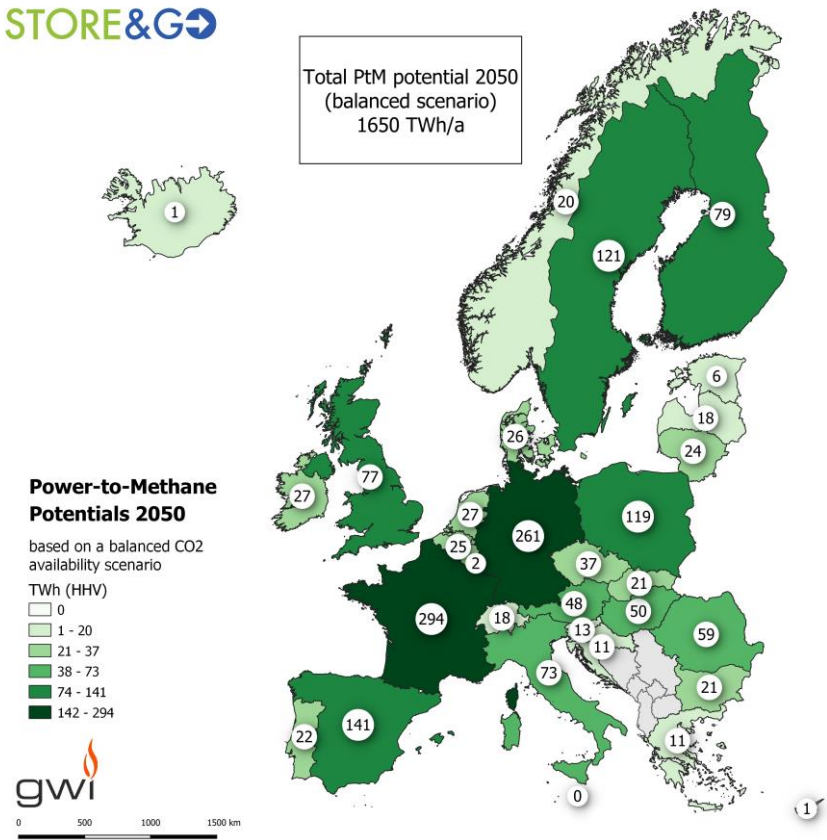 STORE&GO
Total PtM potential 2050
(balanced scenario)
1650 TWh/a
1
20
79
121
6
18
24
26
77
27
27
25
2
261
119
37
21
48
50
18
13
11
59
294
73
21
22
141
11
0
1
Power-to-Methane
Potentials 2050
based on a balanced CO2
availability scenario
TWh (HHV)
0
1 - 20
21 - 37
38 - 73
74 - 141
142 - 294
gwi
0 500 1000 1500 km